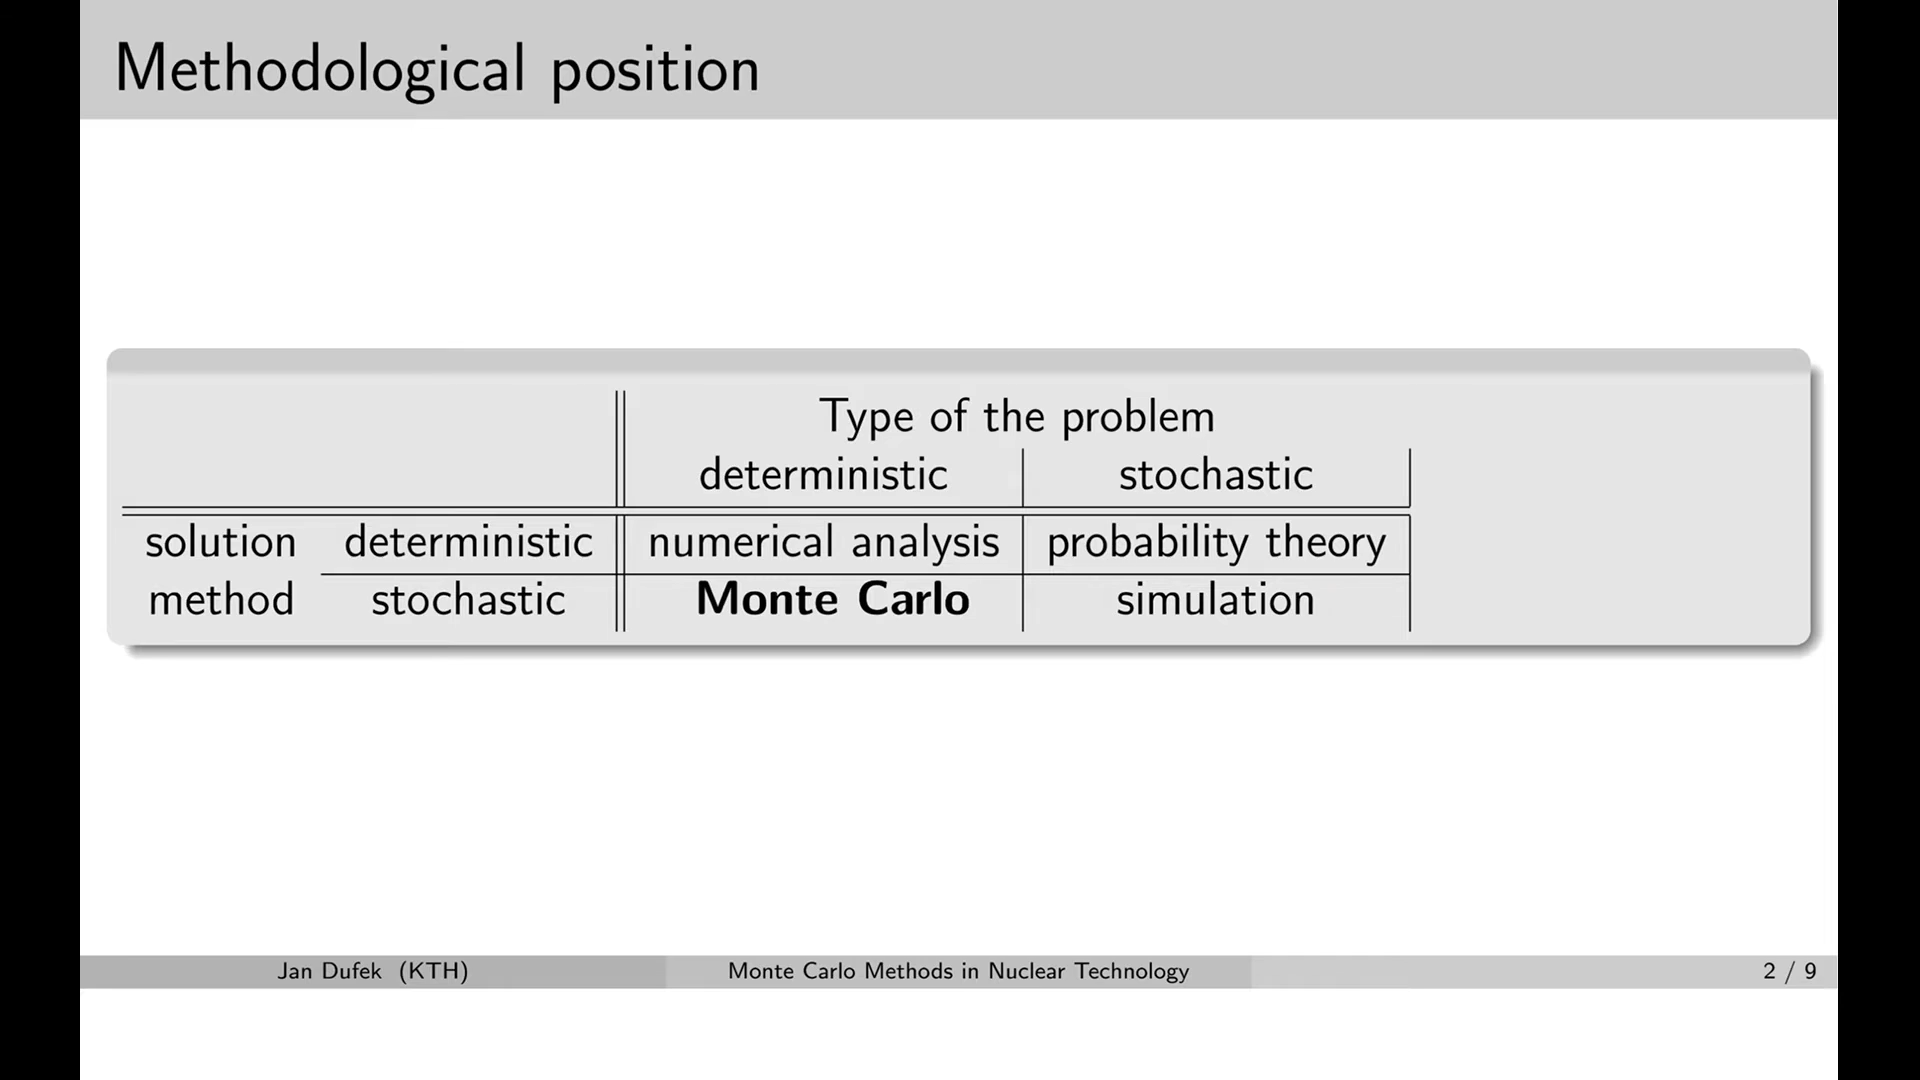 Methodological position
Type of the problem
deterministic stochastic
solution deterministic numerical analysis probability theory
method stochastic Monte Carlo simulation
Jan Dufek (KTH) Monte Carlo Methods in Nuclear Technology 2 / 9